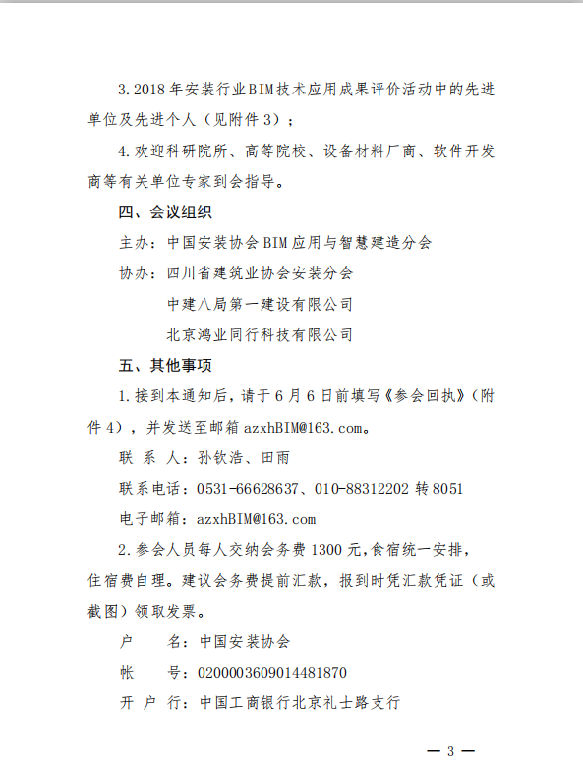 3.2018 年安装行业BIM技术应用成果评价活动中的先进
单位及先进个人（见附件3）；
4.欢迎科研院所、高等院校、设备材料厂商、软件开发
商等有关单位专家到会指导。
四、会议组织
主办：中国安装协会BIM应用与智慧建造分会
协办：四川省建筑业协会安装分会
中建八局第一建设有限公司
北京鸿业同行科技有限公司
五、其他事项
1.接到本通知后，请于6月6日前填写《参会回执》（附
件4），并发送至邮箱azxhBIM@163.com。
联 系 人：孙钦浩、田雨
联系电话：0531-66628637、010-88312202 转8051
电子邮箱：azxhBIM@163.com
2.参会人员每人交纳会务费1300元，食宿统一安排，
住宿费自理。建议会务费提前汇款，报到时凭汇款凭证（或
截图）领取发票。
户 名：中国安装协会
帐 号：0200003609014481870
开 户 行：中国工商银行北京礼士路支行
— 3 —